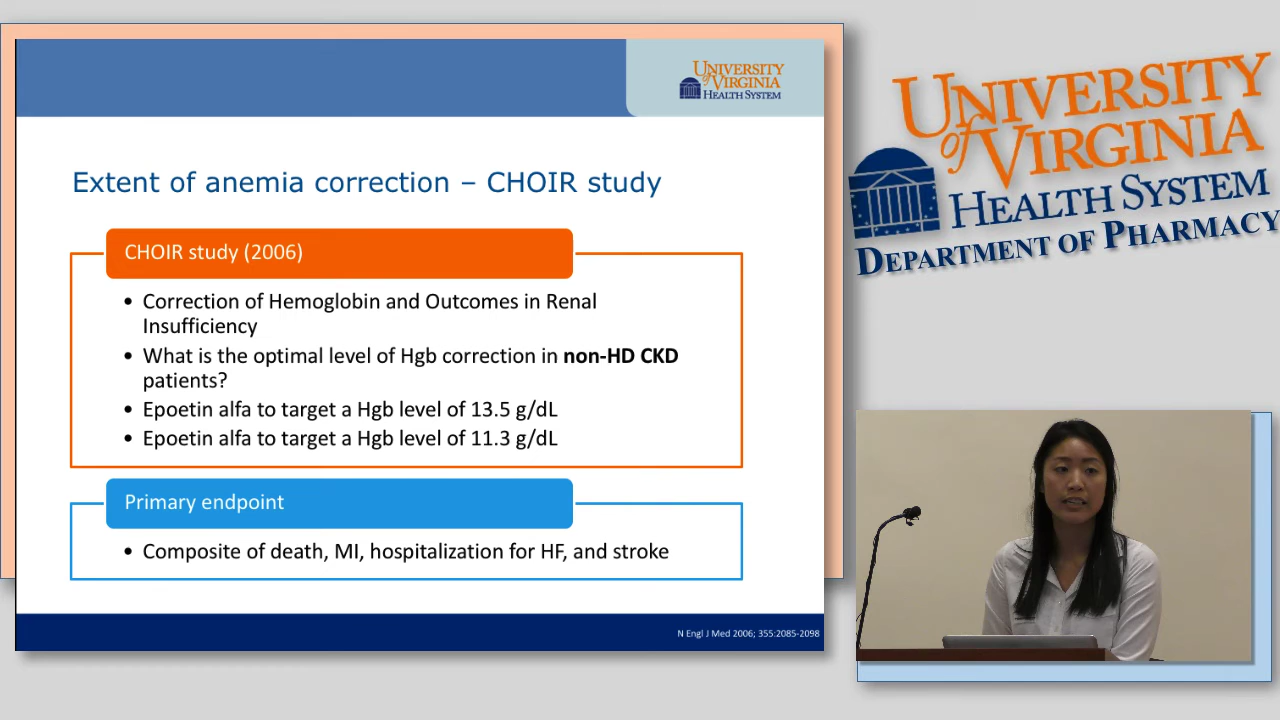 UNIVERSITY
of VIRGINIA
HEALTH SYSTEM
Extent of anemia correction – CHOIR study
CHOIR study (2006)
• Correction of Hemoglobin and Outcomes in Renal
Insufficiency
• What is the optimal level of Hgb correction in non-HD CKD
patients?
• Epoetin alfa to target a Hgb level of 13.5 g/dL
• Epoetin alfa to target a Hgb level of 11.3 g/dL
Primary endpoint
• Composite of death, MI, hospitalization for HF, and stroke
N Engl J Med 2006; 355:2085-2098
UNIVERSITY
of VIRGINIA
HEALTH SYSTEM
DEPARTMENT OF PHARMACY